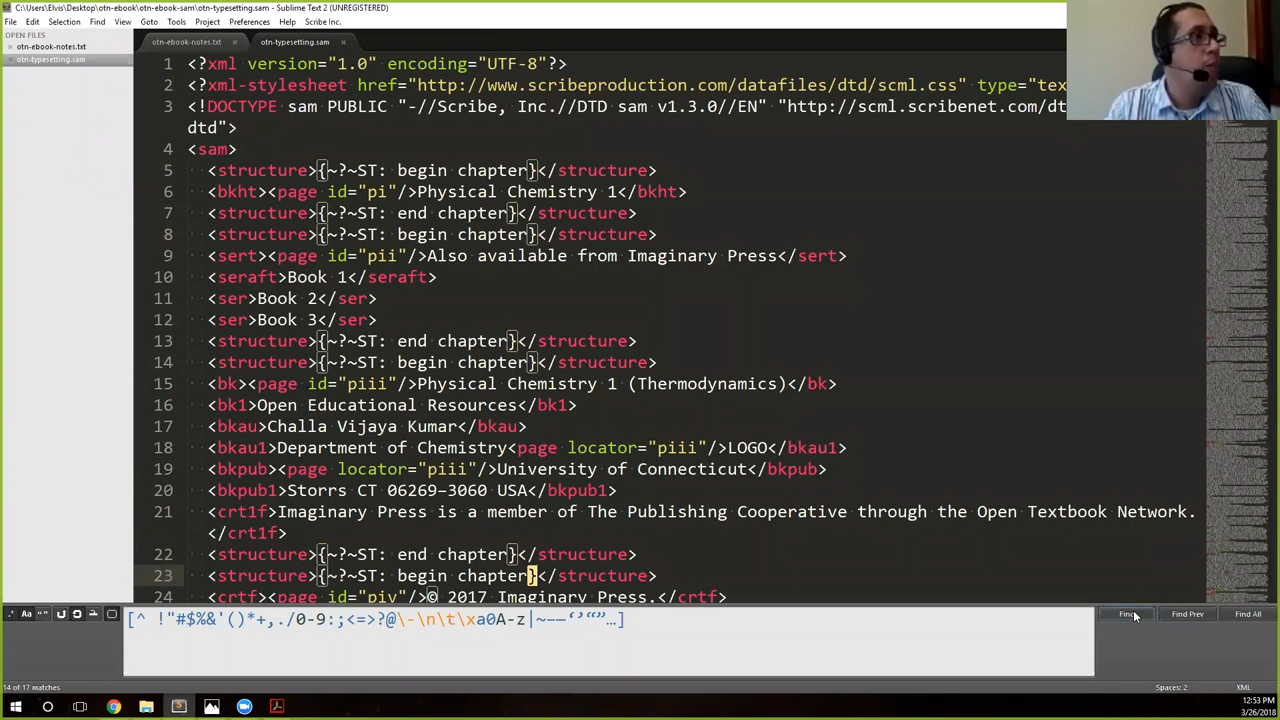 C:\Users\Elvis\Desktop\otn-ebook\otn-ebook-sam\otn-typesetting.sam - Sublime Text 2 (UNREGISTERED)
File Edit Selection Find View Goto Tools Project Preferences Help Scribe Inc.
OPEN FILES
× otn-ebook-notes.txt
× otn-typesetting.sam
otn-ebook-notes.txt × otn-typesetting.sam ×
1 <?xml version="1.0" encoding="UTF-8"?>
2 <?xml-stylesheet href="http://www.scribeproduction.com/datafiles/dtd/scml.css" type="tex
3 <!DOCTYPE sam PUBLIC "-//Scribe, Inc.//DTD sam v1.3.0//EN" "http://scml.scribenet.com/dt
dtd">
4 <sam>
5 <structure>{~?~ST: begin chapter}</structure>
6 <bkht><page id="pi"/>Physical Chemistry 1</bkht>
7 <structure>{~?~ST: end chapter}</structure>
8 <structure>{~?~ST: begin chapter}</structure>
9 <sert><page id="pii"/>Also available from Imaginary Press</sert>
10 <seraft>Book 1</seraft>
11 <ser>Book 2</ser>
12 <ser>Book 3</ser>
13 <structure>{~?~ST: end chapter}</structure>
14 <structure>{~?~ST: begin chapter}</structure>
15 <bk><page id="piii"/>Physical Chemistry 1 (Thermodynamics)</bk>
16 <bk1>Open Educational Resources</bk1>
17 <bkau>Challa Vijaya Kumar</bkau>
18 <bkau1>Department of Chemistry<page locator="piii"/>LOGO</bkau1>
19 <bkpub><page locator="piii"/>University of Connecticut</bkpub>
20 <bkpub1>Storrs CT 06269–3060 USA</bkpub1>
21 <crt1f>Imaginary Press is a member of The Publishing Cooperative through the Open Textbook Network.
</crt1f>
22 <structure>{~?~ST: end chapter}</structure>
23 <structure>{~?~ST: begin chapter}</structure>
24 <crtf><page id="piv"/>© 2017 Imaginary Press.</crtf>
[^ !"#$%&'()*+,./0-9:;<=>?@\-\n\t\xa0A-z|~–—‘’“”…]
Find Find Prev Find All
14 of 17 matches
Spaces: 2 XML
12:53 PM
3/26/2018